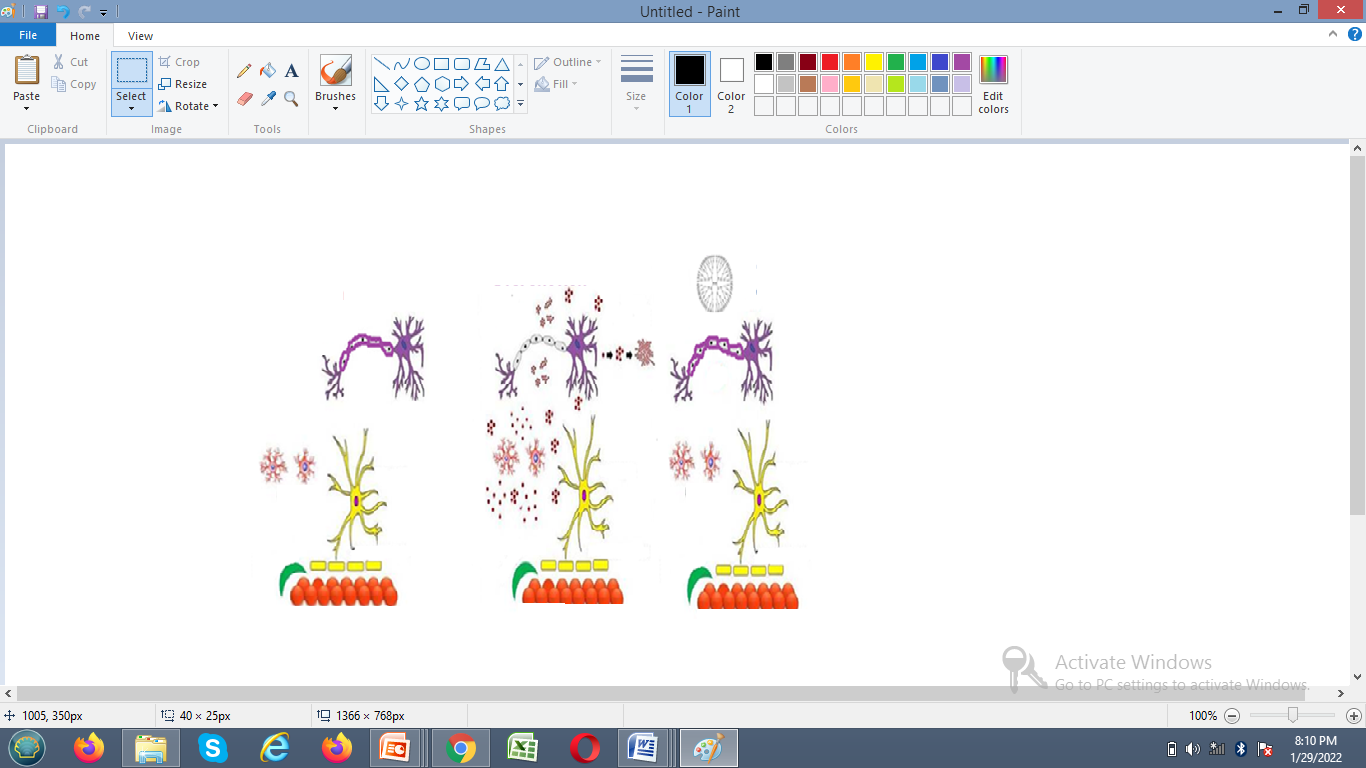 Untitled - Paint
File
Home
View
Paste
Cut
Copy
Clipboard
Select
Crop
Resize
Rotate
Image
Tools
Brushes
Shapes
Outline
Fill
Size
Color 1
Color 2
Edit colors
Colors
Activate Windows
Go to PC settings to activate Windows.
1005, 350px
40 × 25px
1366 × 768px
100%
8:10 PM
1/29/2022